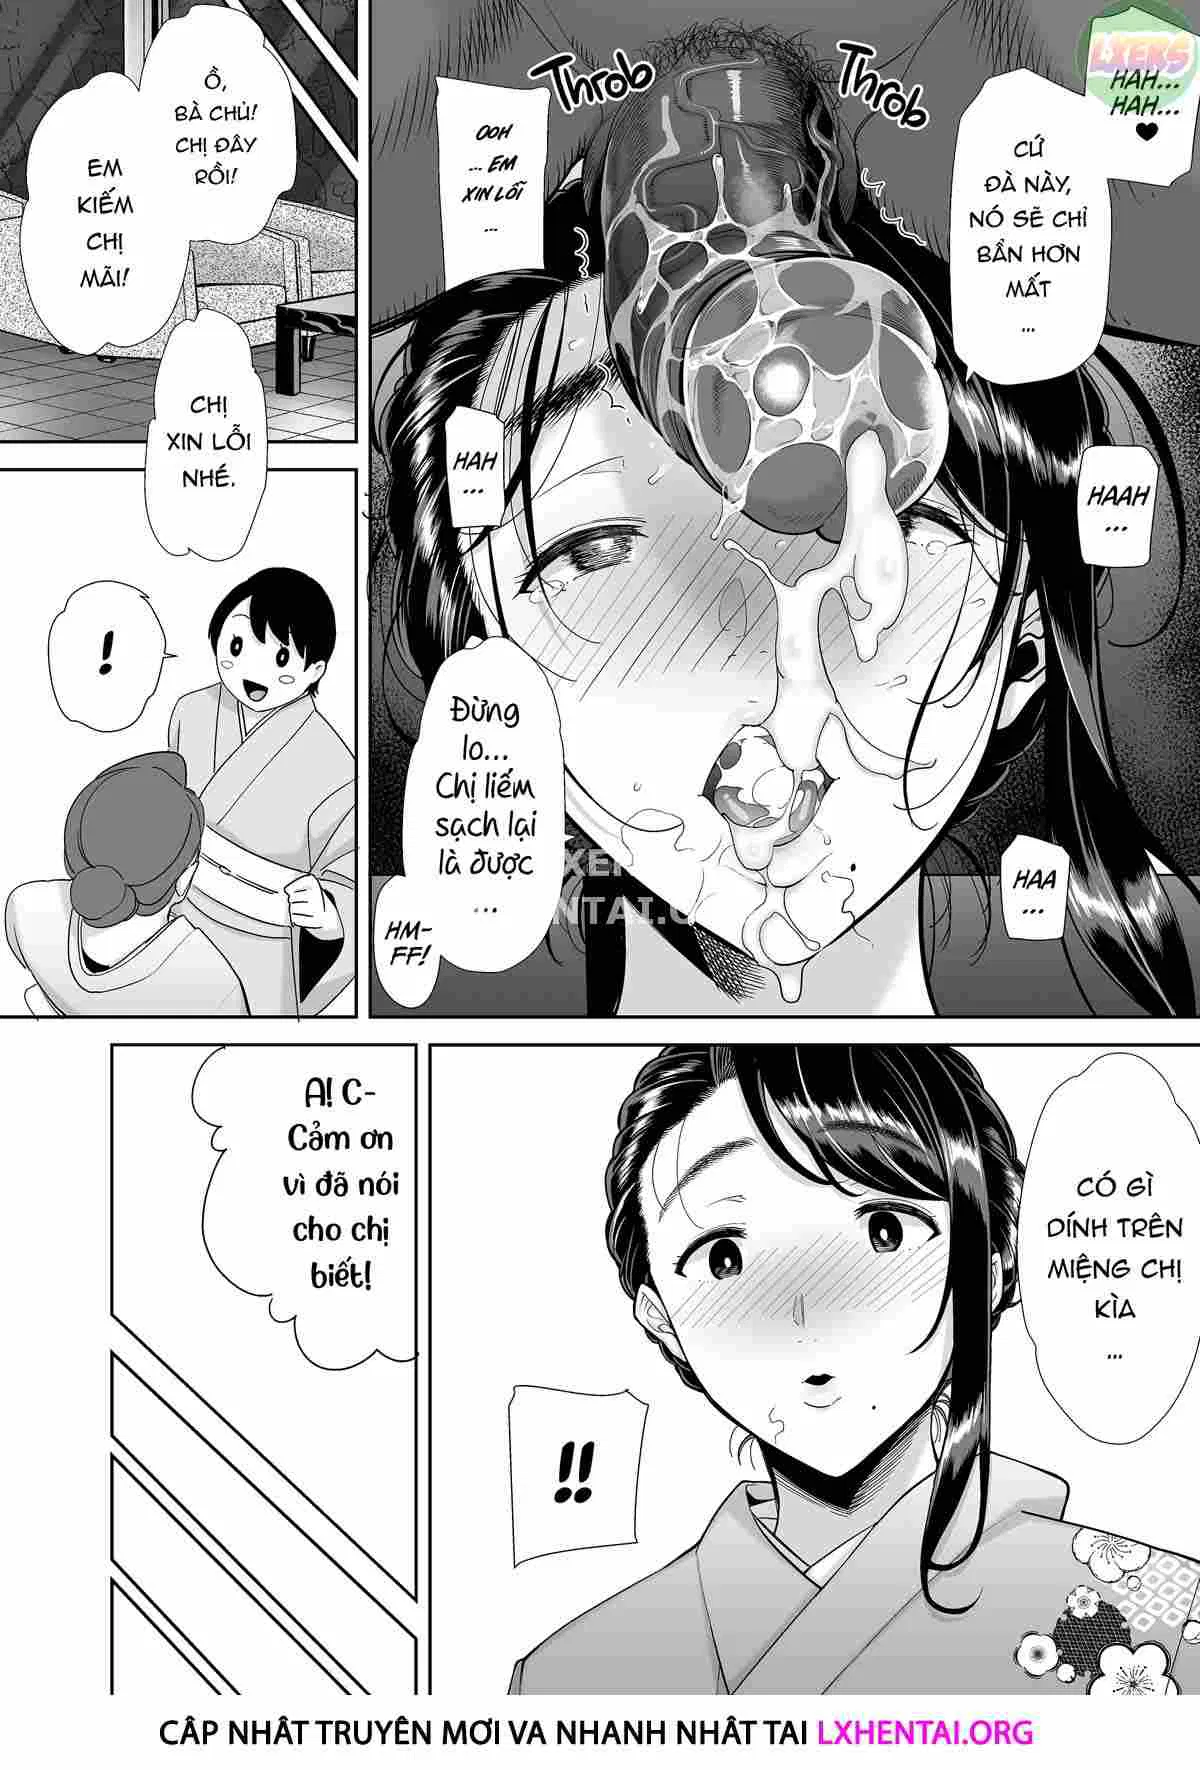 LXERS
HAH...
HAH...
CỨ
ĐÀ NÀY,
NÓ SẼ CHỈ
BẨN HƠN
MẤT
...
Throb
Throb
OOH
... EM
XIN LỖI
...
HAH
...
HAAH
...
Đừng
lo...
Chị liếm
sạch lại
là được
...
HM-
FF!
HAA
...
Ồ,
BÀ CHỦ!
CHỊ ĐÂY
RỒI!
EM
KIẾM
CHỊ
MÃI!
CHỊ
XIN LỖI
NHÉ.
!
CÓ GÌ
DÍNH TRÊN
MIỆNG CHỊ
KÌA
...
!!
A! C-
Cảm ơn
vì đã nói
cho chị
biết!
CẬP NHẬT TRUYỆN MỚI VÀ NHANH NHẤT TẠI LXHENTAI.ORG